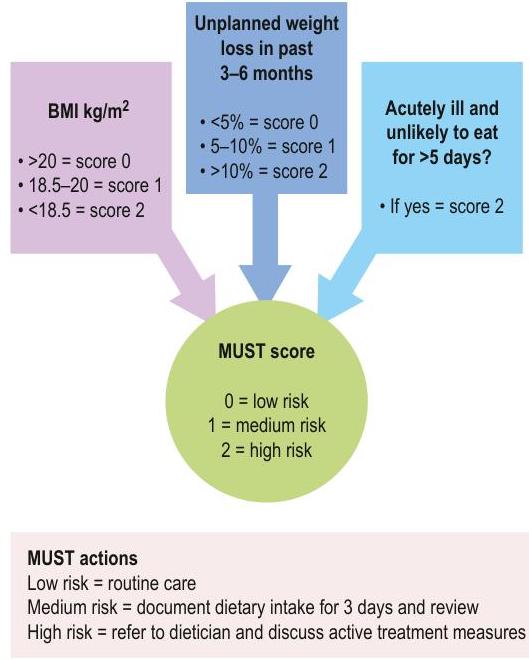 BMI kg/m²
• >20 = score 0
• 18.5–20 = score 1
• <18.5 = score 2
Unplanned weight
loss in past
3–6 months
• <5% = score 0
• 5–10% = score 1
• >10% = score 2
Acutely ill and
unlikely to eat
for >5 days?
• If yes = score 2
MUST score
0 = low risk
1 = medium risk
2 = high risk
MUST actions
Low risk = routine care
Medium risk = document dietary intake for 3 days and review
High risk = refer to dietician and discuss active treatment measures